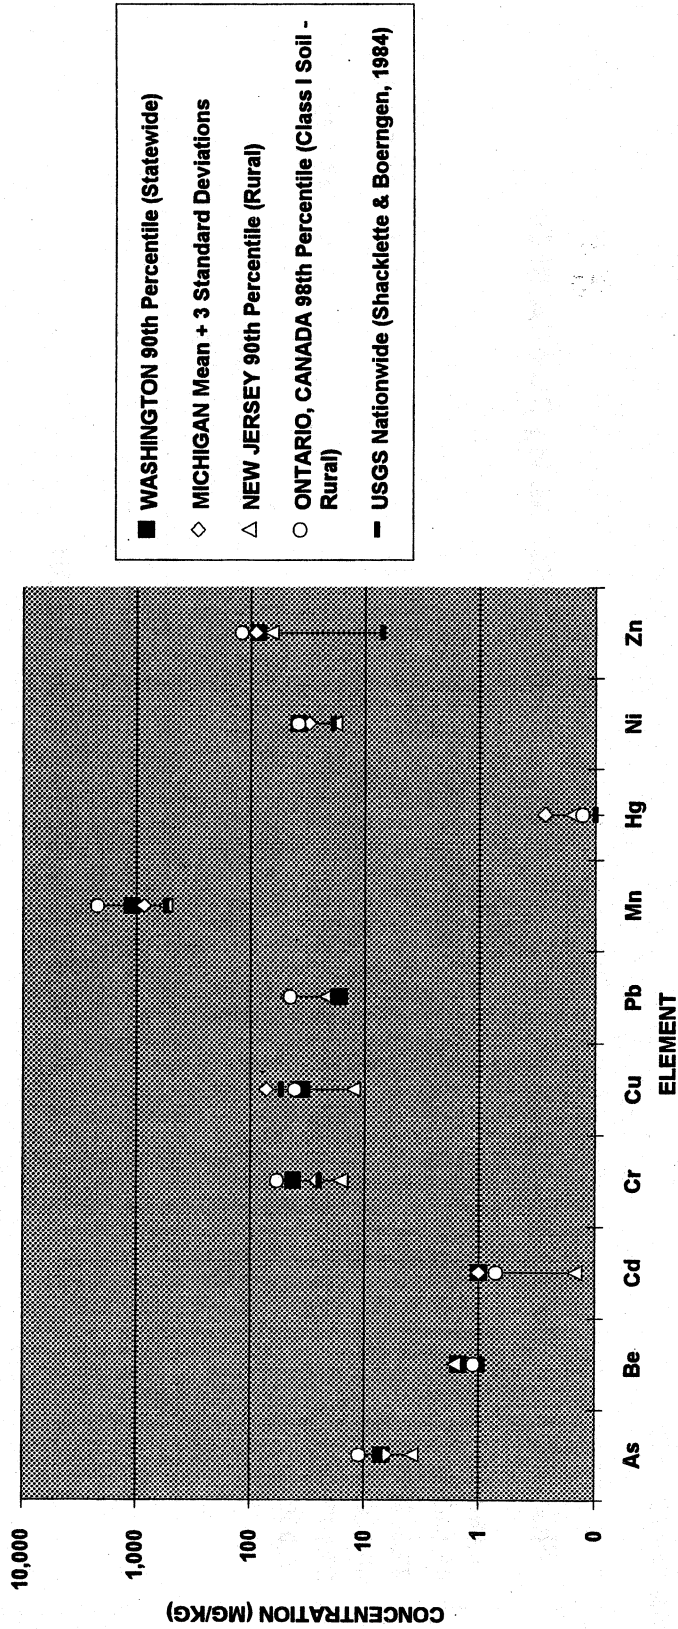 WASHINGTON 90th Percentile (Statewide)
MICHIGAN Mean + 3 Standard Deviations
NEW JERSEY 90th Percentile (Rural)
ONTARIO, CANADA 98th Percentile (Class I Soil -
Rural)
USGS Nationwide (Shacklette & Boerngen, 1984)
CONCENTRATION (MG/KG)
10,000
1,000
100
10
1
0
As
Be
Cd
Cr
Cu
Pb
Mn
Hg
Ni
Zn
ELEMENT